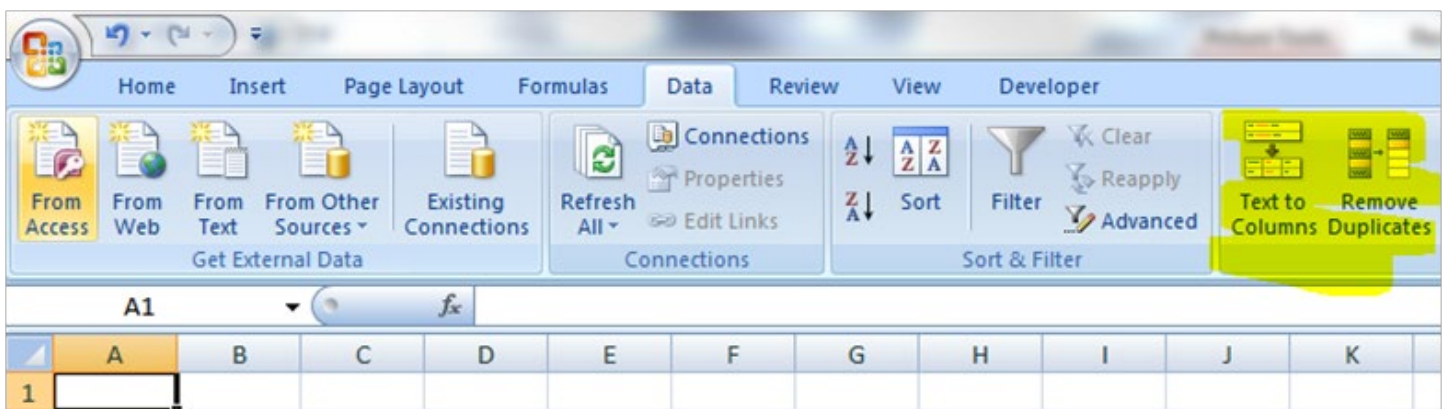 Home Insert Page Layout Formulas Data Review View Developer
From Access
From Web
From Text
From Other Sources
Existing Connections
Get External Data
Refresh All
Connections
Properties
Edit Links
Connections
A Z
Z A
A Z
Z A
Sort
Filter
Clear
Reapply
Advanced
Sort & Filter
Text to Columns
Remove Duplicates
A1
fx
A B C D E F G H I J K
1